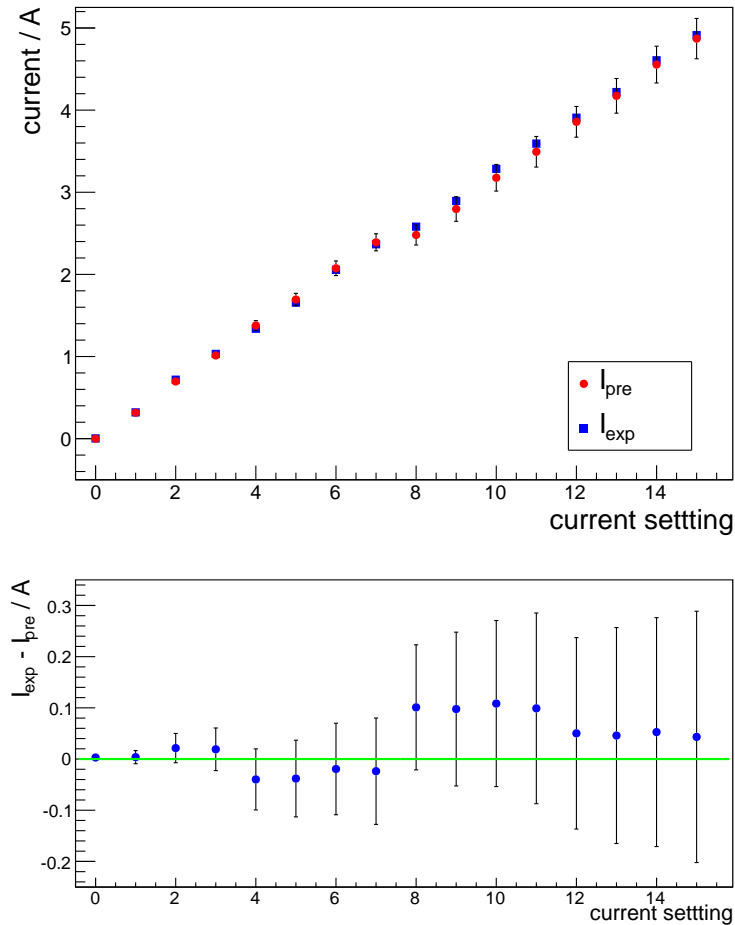 current / A
5
4
3
2
1
0
I_pre
I_exp
0 2 4 6 8 10 12 14
current settting
I_exp - I_pre / A
0.3
0.2
0.1
0
-0.1
-0.2
0 2 4 6 8 10 12 14
current settting